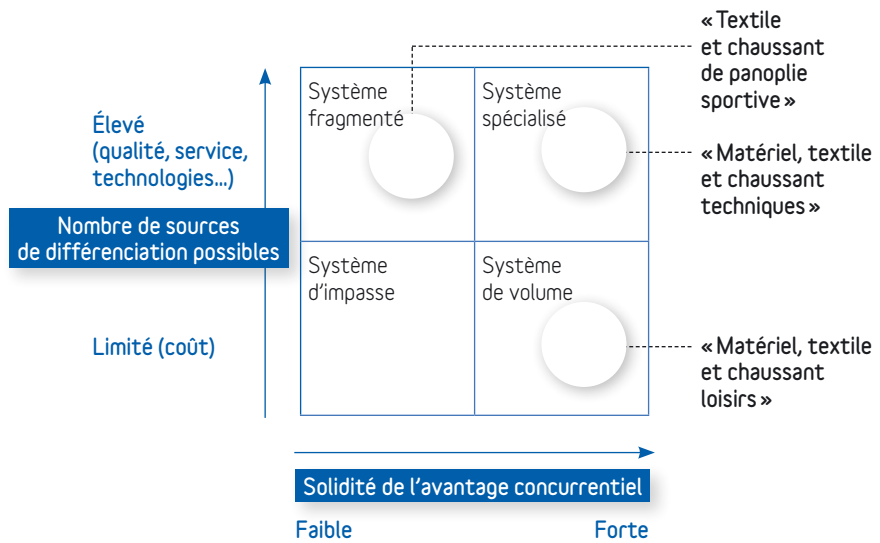 « Textile
et chaussant
de panoplie
sportive »
Système
fragmenté
Système
spécialisé
Élevé
(qualité, service,
technologies...)
« Matériel, textile
et chaussant
techniques »
Nombre de sources
de différenciation possibles
Système
d'impasse
Système
de volume
Limité (coût)
« Matériel, textile
et chaussant
loisirs »
Solidité de l'avantage concurrentiel
Faible
Forte